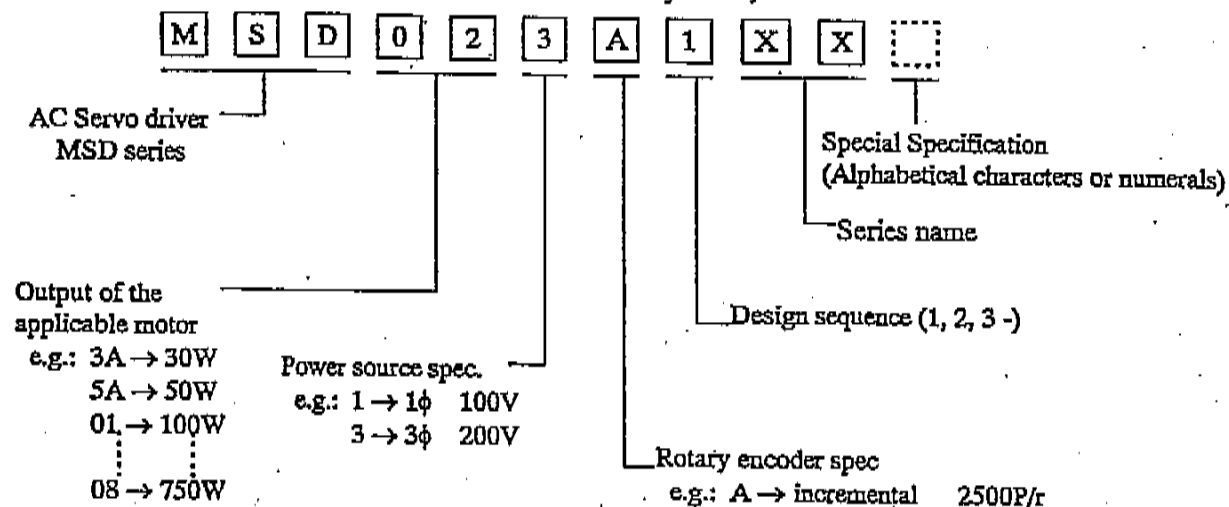 M S D 0 2 3 A 1 X X
AC Servo driver
MSD series
Special Specification
(Alphabetical characters or numerals)
Series name
Output of the
applicable motor
e.g.: 3A → 30W
5A → 50W
01 → 100W
08 → 750W
Design sequence (1, 2, 3 -)
Power source spec.
e.g.: 1 → 1ϕ 100V
3 → 3ϕ 200V
Rotary encoder spec
e.g.: A → incremental 2500P/r